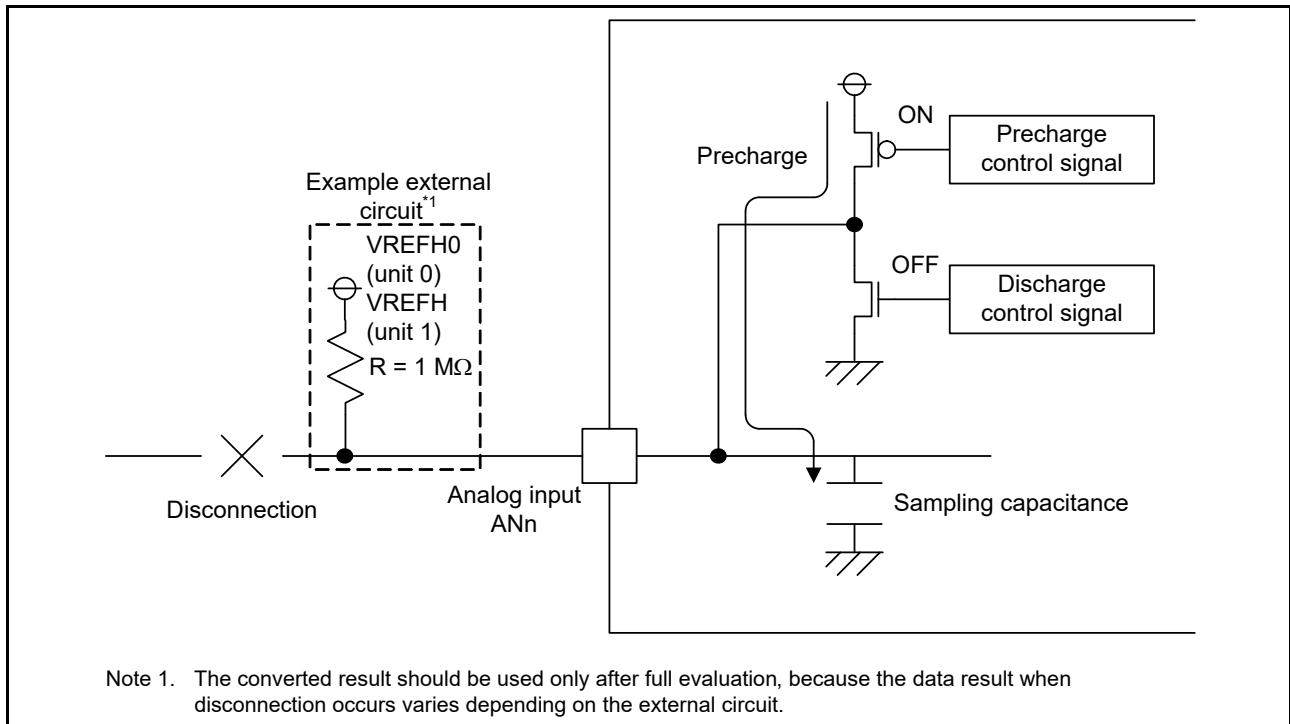 ON
Precharge
control signal
Precharge
Example external
circuit*1
VREFH0
(unit 0)
VREFH
(unit 1)
R = 1 MΩ
OFF
Discharge
control signal
Disconnection
Analog input
ANn
Sampling capacitance
Note 1. The converted result should be used only after full evaluation, because the data result when
disconnection occurs varies depending on the external circuit.